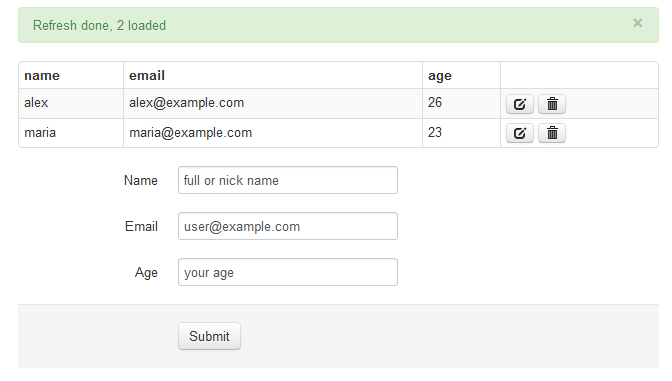 Refresh done, 2 loaded ×
name email age
alex alex@example.com 26
maria maria@example.com 23
Name full or nick name
Email user@example.com
Age your age
Submit